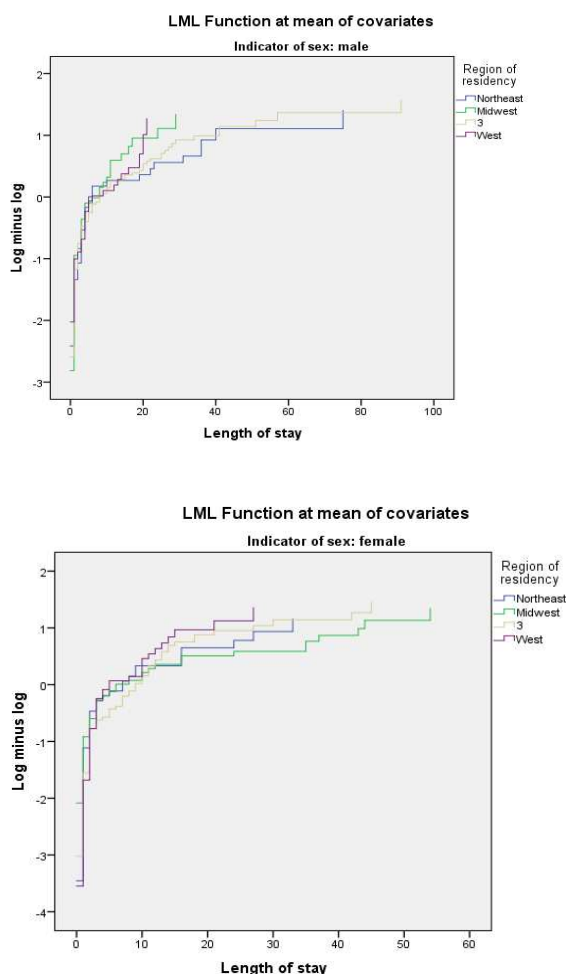 LML Function at mean of covariates
Indicator of sex: male
Region of
residency
Northeast
Midwest
3
West
Log minus log
2
1
0
-1
-2
-3
0
20
40
60
80
100
Length of stay
LML Function at mean of covariates
Indicator of sex: female
Region of
residency
Northeast
Midwest
3
West
Log minus log
2
1
0
-1
-2
-3
-4
0
10
20
30
40
50
60
Length of stay